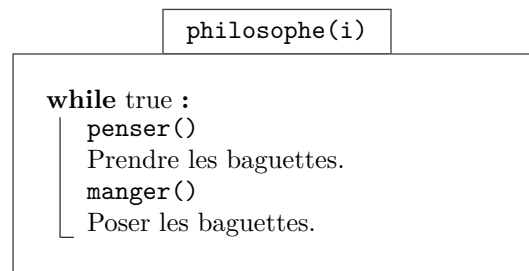 philosophe(i)
while true :
penser()
Prendre les baguettes.
manger()
Poser les baguettes.